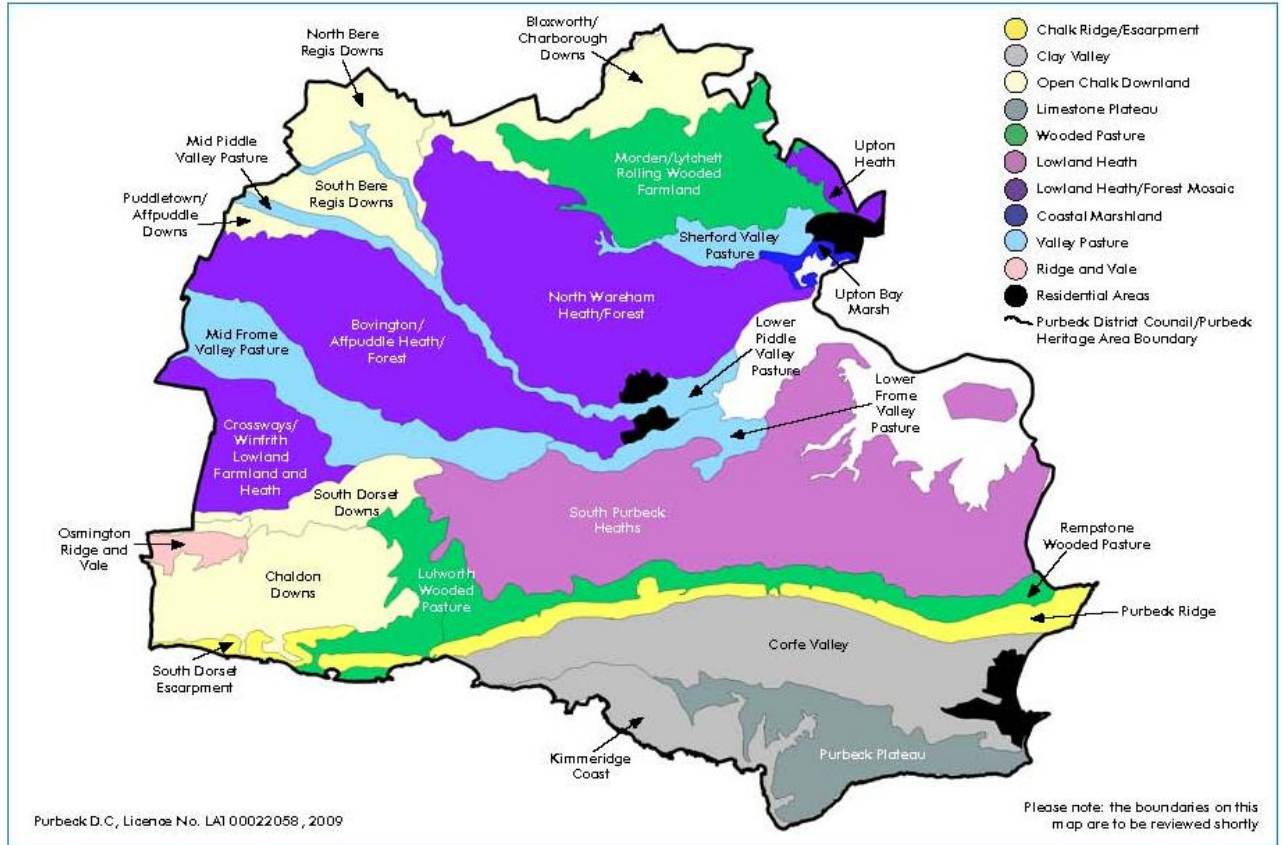 North Bere
Regis Downs
Bloxworth/
Charborough
Downs
Mid Piddle
Valley Pasture
Puddletown/
Affpuddle
Downs
South Bere
Regis Downs
Morden/Lytchett
Rolling Wooded
Farmland
Upton
Heath
Sherford Valley
Pasture
Upton Bay
Marsh
North Wareham
Heath/Forest
Mid Frome
Valley Pasture
Bovington/
Affpuddle Heath/
Forest
Lower
Piddle
Valley
Pasture
Lower
Frome
Valley
Pasture
Crossways/
Winfrith
Lowland
Farmland and
Heath
South Dorset
Downs
South Purbeck
Heaths
Osmington
Ridge and
Vale
Chaldon
Downs
Lulworth
Wooded
Pasture
Rempstone
Wooded Pasture
Purbeck Ridge
Corfe Valley
South Dorset
Escarpment
Kimmeridge
Coast
Purbeck Plateau
Chalk Ridge/Escarpment
Clay Valley
Open Chalk Downland
Limestone Plateau
Wooded Pasture
Lowland Heath
Lowland Heath/Forest Mosaic
Coastal Marshland
Valley Pasture
Ridge and Vale
Residential Areas
Purbeck District Council/Purbeck
Heritage Area Boundary
Purbeck D.C, Licence No. LA100022058, 2009
Please note: the boundaries on this
map are to be reviewed shortly